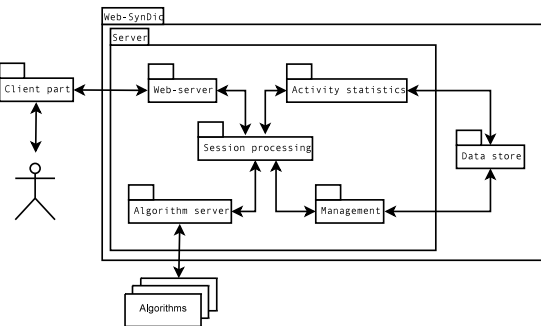 Web-SynDic
Server
Client part
Web-server
Activity statistics
Session processing
Data store
Algorithm server
Management
Algorithms